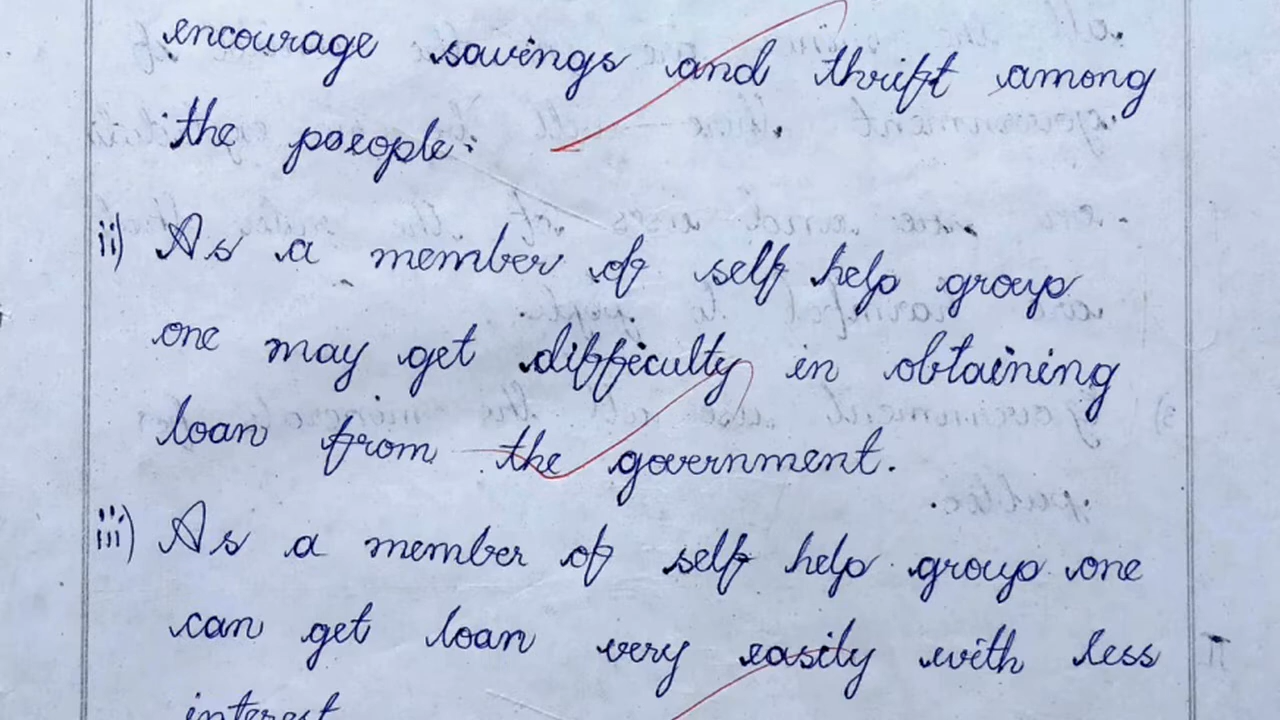 encourage savings and thrift among
the poeople.
ii) As a member of self help group
one may get difficulty in obtaining
loan from the government.
iii) As a member of self help group one
can get loan very easily with less
interest